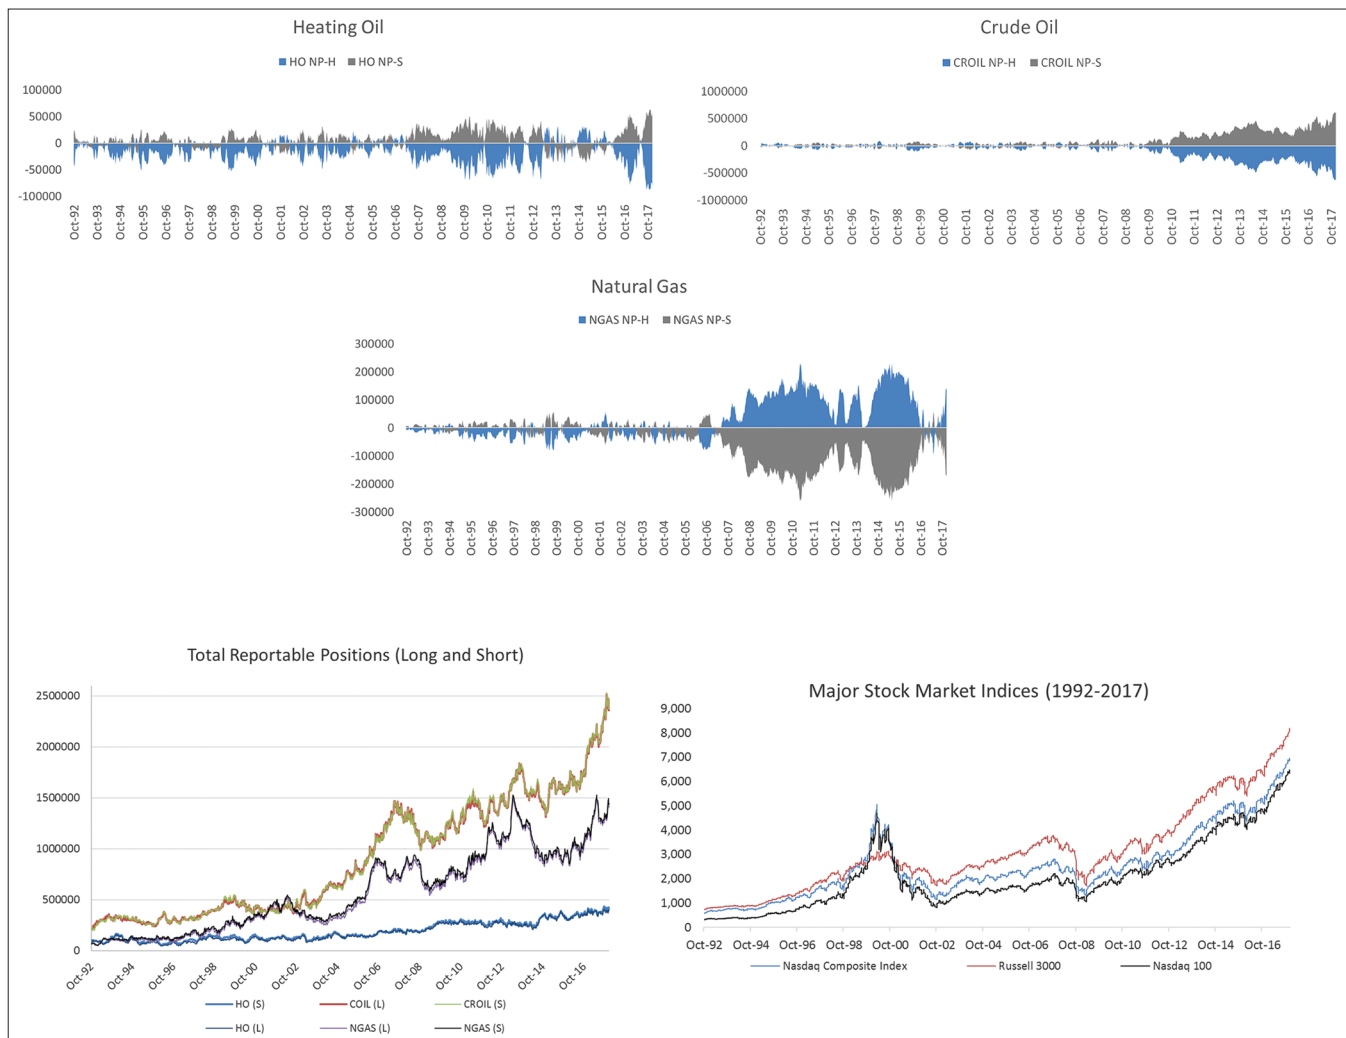 Heating Oil
HO NP-H HO NP-S
100000
50000
0
-50000
-100000
Oct-92 Oct-93 Oct-94 Oct-95 Oct-96 Oct-97 Oct-98 Oct-99 Oct-00 Oct-01 Oct-02 Oct-03 Oct-04 Oct-05 Oct-06 Oct-07 Oct-08 Oct-09 Oct-10 Oct-11 Oct-12 Oct-13 Oct-14 Oct-15 Oct-16 Oct-17
Crude Oil
CROIL NP-H CROIL NP-S
1000000
500000
0
-500000
-1000000
Oct-92 Oct-93 Oct-94 Oct-95 Oct-96 Oct-97 Oct-98 Oct-99 Oct-00 Oct-01 Oct-02 Oct-03 Oct-04 Oct-05 Oct-06 Oct-07 Oct-08 Oct-09 Oct-10 Oct-11 Oct-12 Oct-13 Oct-14 Oct-15 Oct-16 Oct-17
Natural Gas
NGAS NP-H NGAS NP-S
300000
200000
100000
0
-100000
-200000
-300000
Oct-92 Oct-93 Oct-94 Oct-95 Oct-96 Oct-97 Oct-98 Oct-99 Oct-00 Oct-01 Oct-02 Oct-03 Oct-04 Oct-05 Oct-06 Oct-07 Oct-08 Oct-09 Oct-10 Oct-11 Oct-12 Oct-13 Oct-14 Oct-15 Oct-16 Oct-17
Total Reportable Positions (Long and Short)
2500000
2000000
1500000
1000000
500000
0
Oct-92 Oct-94 Oct-96 Oct-98 Oct-00 Oct-02 Oct-04 Oct-06 Oct-08 Oct-10 Oct-12 Oct-14 Oct-16
HO (S) COIL (L) CROIL (S)
HO (L) NGAS (L) NGAS (S)
Major Stock Market Indices (1992-2017)
9,000
8,000
7,000
6,000
5,000
4,000
3,000
2,000
1,000
0
Oct-92 Oct-94 Oct-96 Oct-98 Oct-00 Oct-02 Oct-04 Oct-06 Oct-08 Oct-10 Oct-12 Oct-14 Oct-16
Nasdaq Composite Index Russell 3000 Nasdaq 100